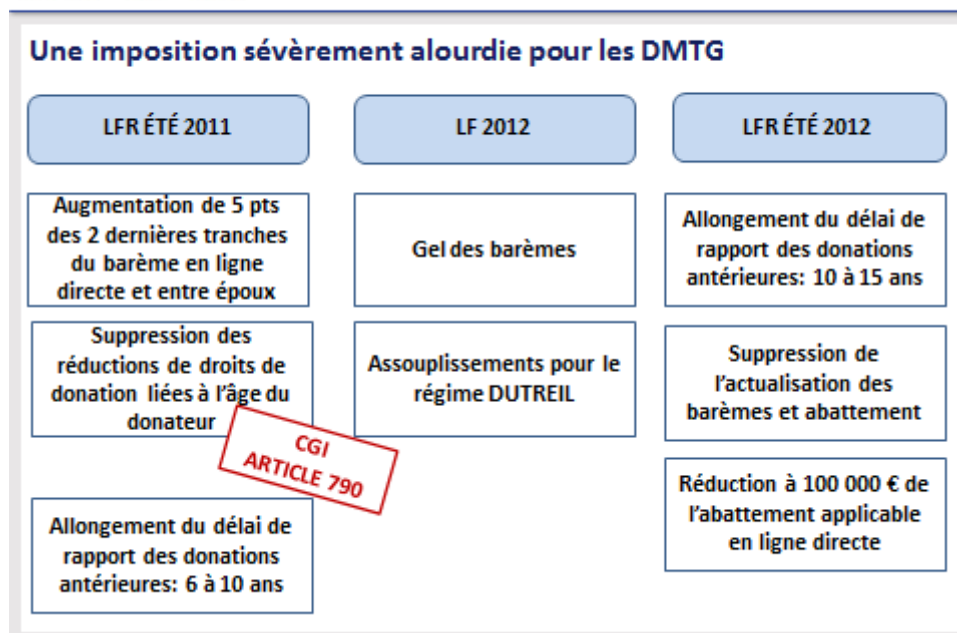 Une imposition sévèrement alourdie pour les DMTG
LFR ÉTÉ 2011
Augmentation de 5 pts
des 2 dernières tranches
du barème en ligne
directe et entre époux
Suppression des
réductions de droits de
donation liées à l'âge du
donateur
CGI
ARTICLE 790
Allongement du délai de
rapport des donations
antérieures: 6 à 10 ans
LF 2012
Gel des barèmes
Assouplissements pour le
régime DUTREIL
LFR ÉTÉ 2012
Allongement du délai de
rapport des donations
antérieures: 10 à 15 ans
Suppression de
l'actualisation des
barèmes et abattement
Réduction à 100 000 € de
l'abattement applicable
en ligne directe